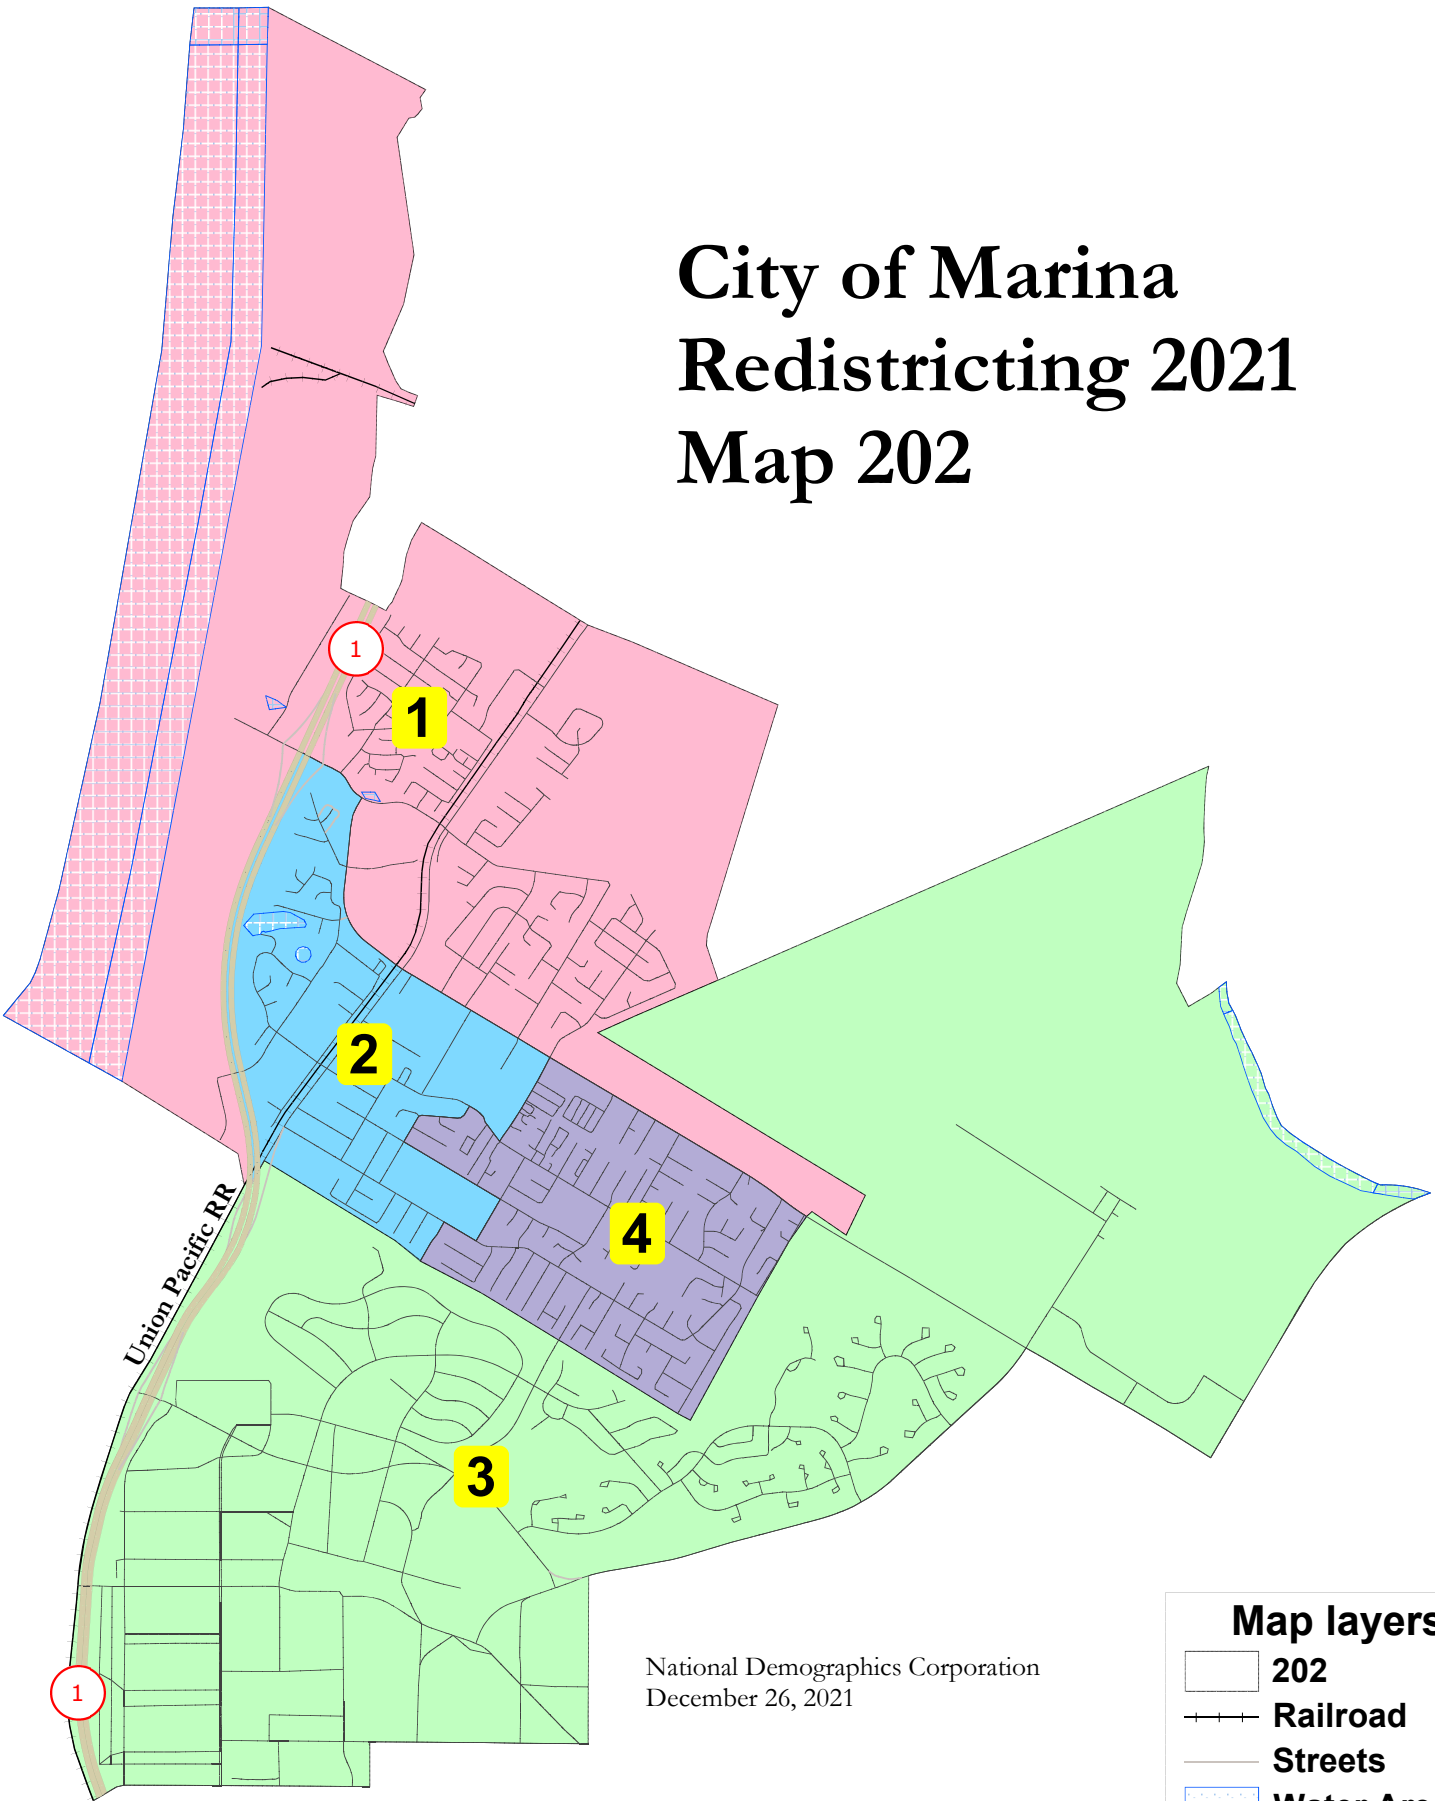 City of Marina
Redistricting 2021
Map 202
1
1
2
4
Union Pacific RR
3
National Demographics Corporation
December 26, 2021
1
Map layers
202
Railroad
Streets